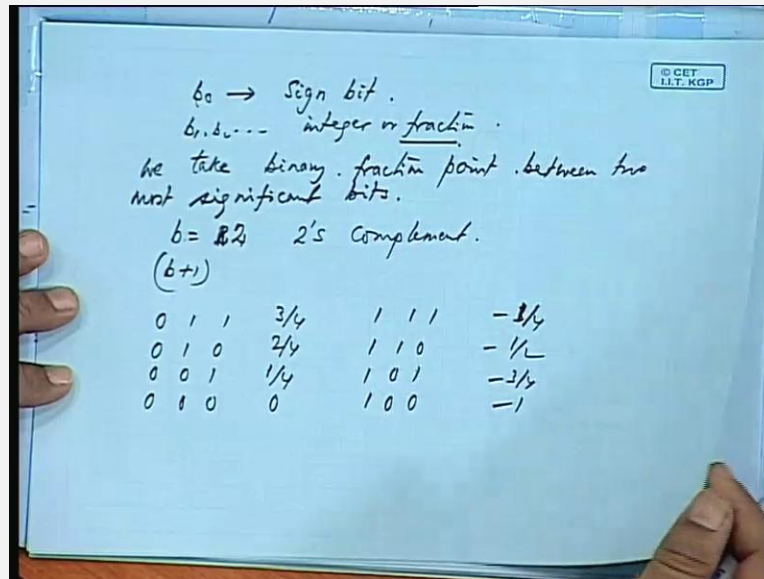 © CET
I.I.T. KGP
b₀ → Sign bit.
b₁, b₂ ... integer or fraction.
we take binary. fraction point. between two
most significant bits.
b = 2 2's complement.
(b+1)
0 1 1 3/4 1 1 1 - 1/4
0 1 0 2/4 1 1 0 - 1/2
0 0 1 1/4 1 0 1 - 3/4
0 0 0 0 1 0 0 - 1